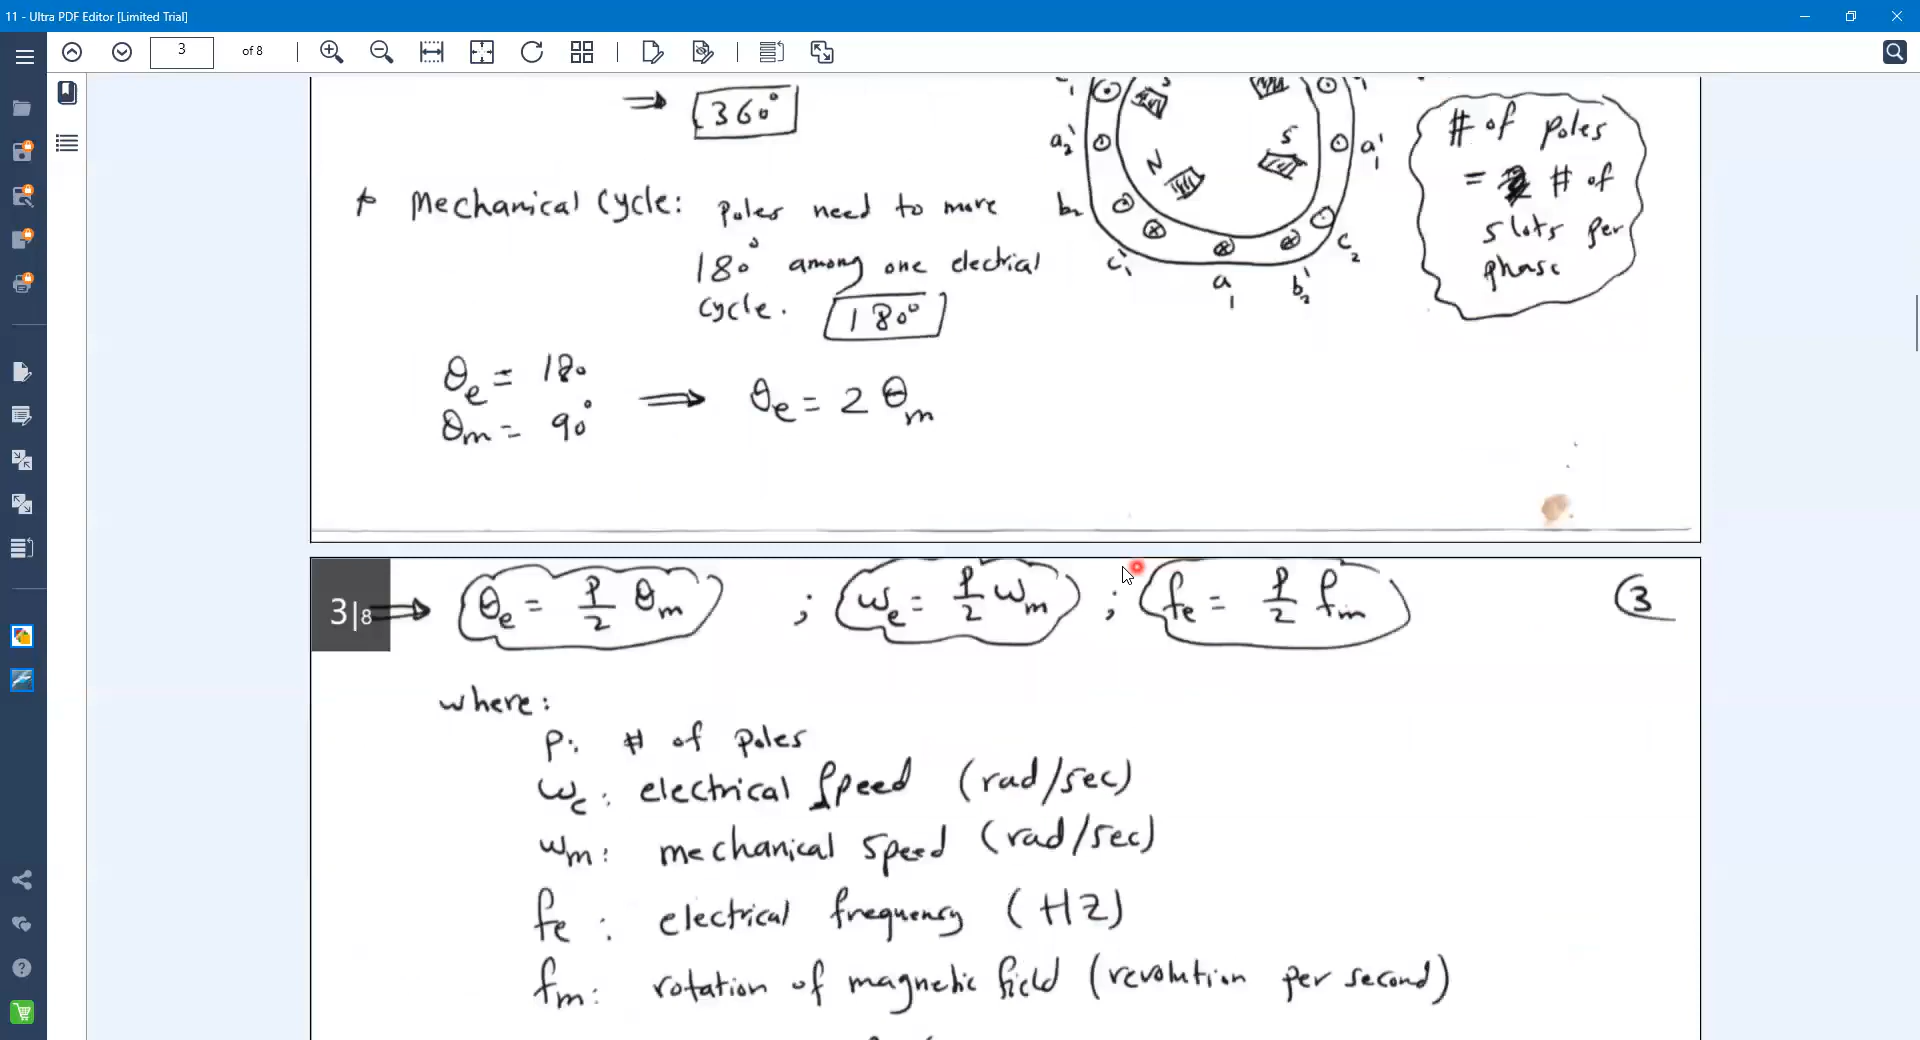 11 - Ultra PDF Editor [Limited Trial]
3 of 8
⇒ 360°
# of poles
= # of
slots per
phase
S
N
a₂'
a₁'
b₂
c₁'
a₁
b₂'
c₂
* Mechanical Cycle: poles need to move
180° among one electrial
cycle. 180°
θe = 180
θm = 90° ⇒ θe = 2 θm
3|8
⇒ θe = P/2 θm ; ωe = P/2 ωm ; fe = P/2 fm
3
where:
P: # of poles
ωe: electrical speed (rad/sec)
ωm: mechanical speed (rad/sec)
fe: electrical frequency (HZ)
fm: rotation of magnetic field (revolution per second)